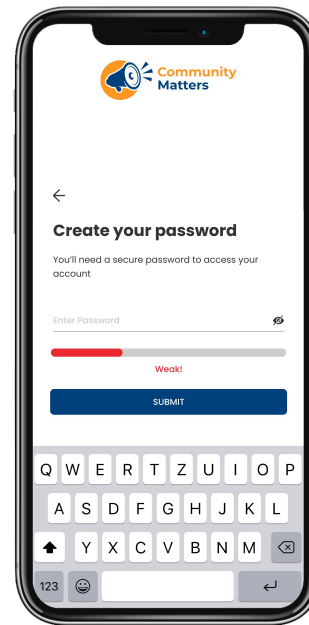 Community
Matters
Create your password
You'll need a secure password to access your
account
Enter Password
Weak!
SUBMIT
Q W E R T Z U I O P
A S D F G H J K L
Y X C V B N M
123